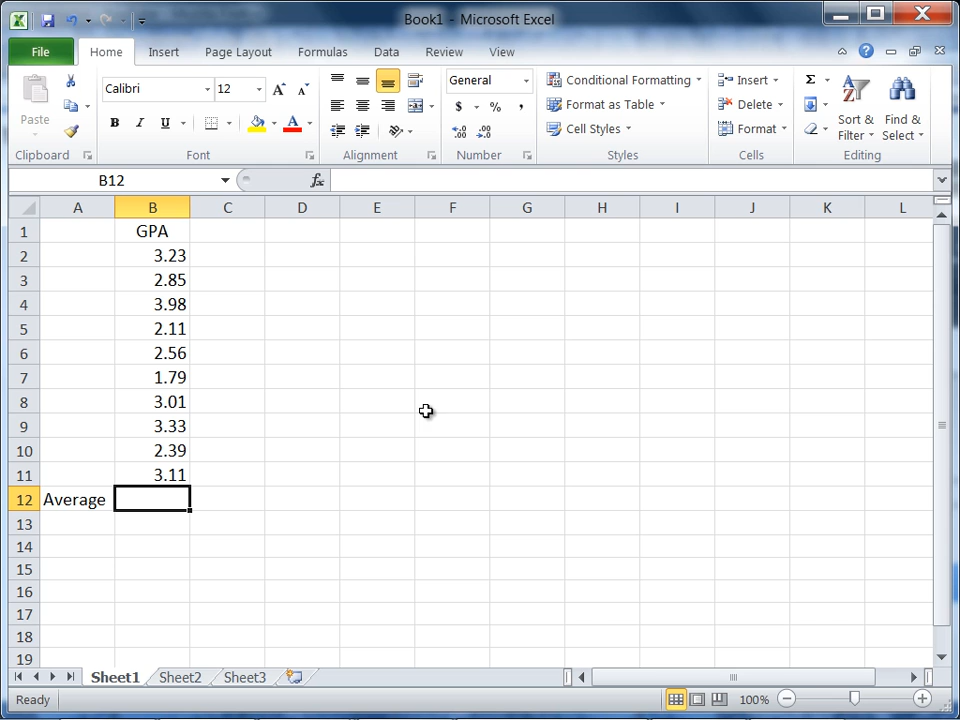 Book1 - Microsoft Excel
File Home Insert Page Layout Formulas Data Review View
Calibri 12 General Conditional Formatting Insert Σ
Paste Format as Table Delete Sort & Find &
B I U A $ % , Cell Styles Format Filter Select
Clipboard Font Alignment Number Styles Cells Editing
B12 fx
A B C D E F G H I J K L
1 GPA
2 3.23
3 2.85
4 3.98
5 2.11
6 2.56
7 1.79
8 3.01
9 3.33
10 2.39
11 3.11
12 Average
13
14
15
16
17
18
19
Sheet1 Sheet2 Sheet3
Ready 100%